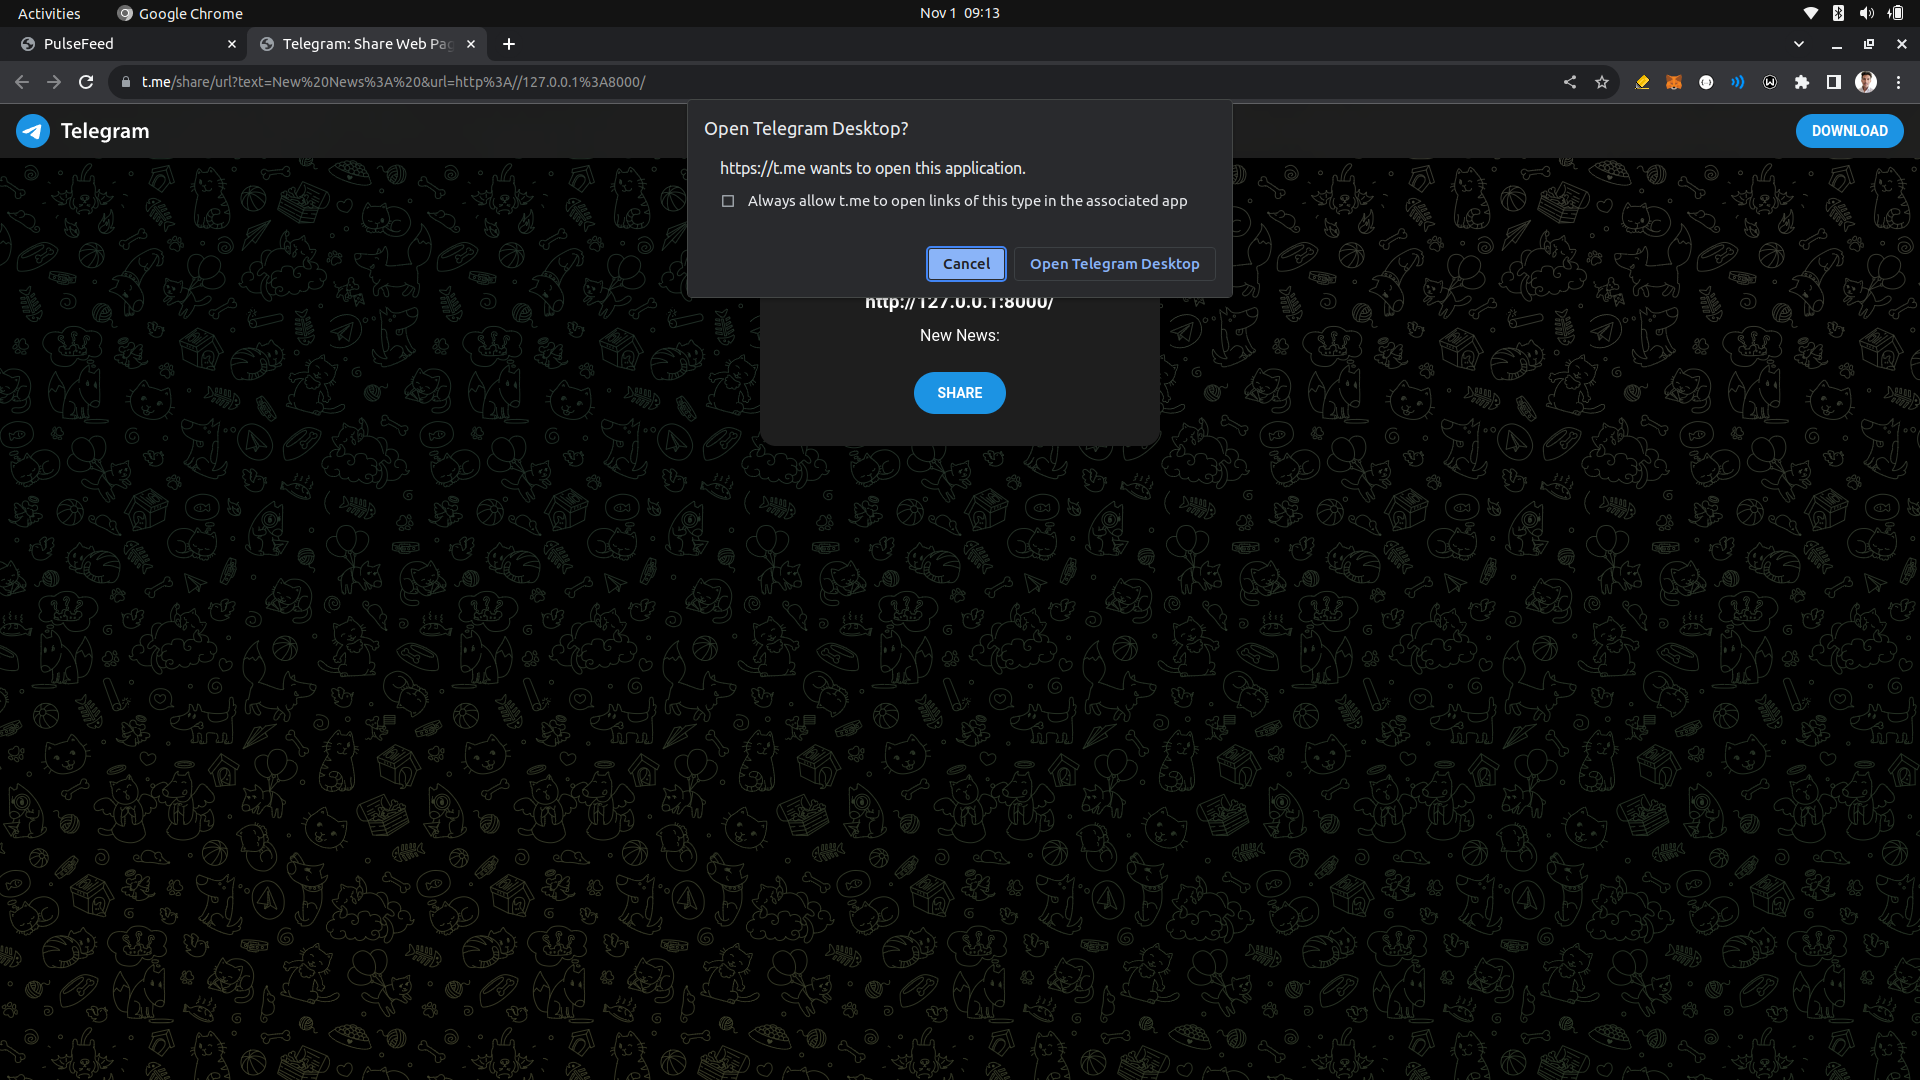 Activities
Google Chrome
Nov 1 09:13
PulseFeed
Telegram: Share Web Pag
t.me/share/url?text=New%20News%3A%20&url=http%3A//127.0.0.1%3A8000/
Telegram
DOWNLOAD
Open Telegram Desktop?
https://t.me wants to open this application.
Always allow t.me to open links of this type in the associated app
Cancel
Open Telegram Desktop
http://127.0.0.1:8000/
New News:
SHARE